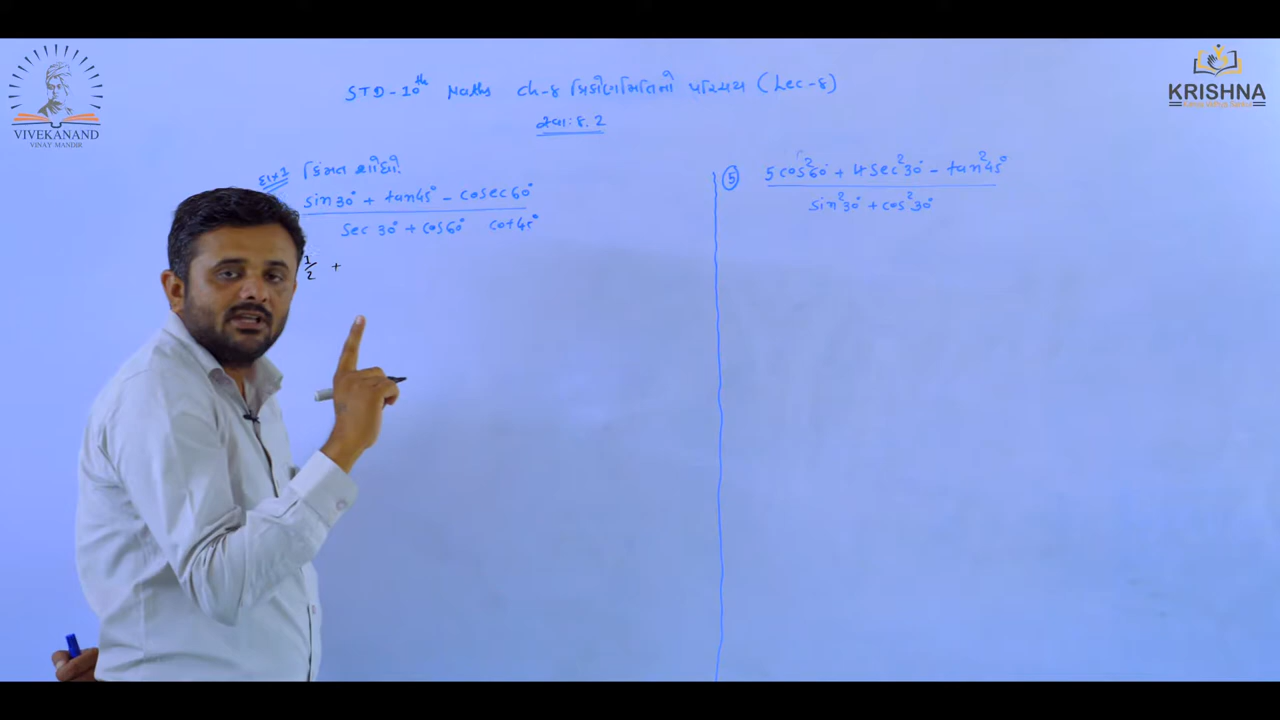 VIVEKANAND
VINAY MANDIR
KRISHNA
STD-10th Maths Ch-8 ત્રિકોણમિતિનો પરિચય (Lec-8)
સ્વા: 8.2
કિંમત શોધો:
sin 30° + tan 45° - cosec 60°
sec 30° + cos 60° cot 45°
1/2 +
⑤ 5 cos²60° + 4 sec²30° - tan²45°
sin²30° + cos²30°